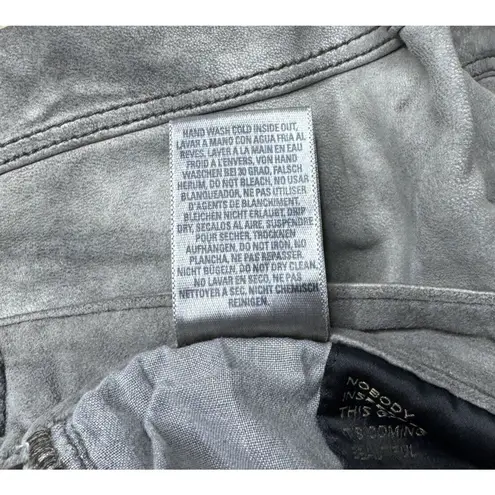 HAND WASH COLD INSIDE OUT,
LAVAR A MANO CON AGUA FRIA AL
REVES, LAVER A LA MAIN EN EAU
FROID A L'ENVERS, VON HAND
WASCHEN BEI 30 GRAD, FALSCH
HERUM, DO NOT BLEACH, NO USAR
BLANQUEADOR, NE PAS UTILISER
D'AGENTS DE BLANCHIMENT,
BLEICHEN NICHT ERLAUBT, DRIP
DRY, SECALOS AL AIRE, SUSPENDRE
POUR SECHER, TROCKNEN
AUFHANGEN, DO NOT IRON, NO
PLANCHA, NE PAS REPASSER,
NICHT BÜGELN, DO NOT DRY CLEAN,
NO LAVAR EN SECO, NE PAS
NETTOYER A SEC, NICHT CHEMISCH
REINIGEN.
NOBODY
THIS
COMING